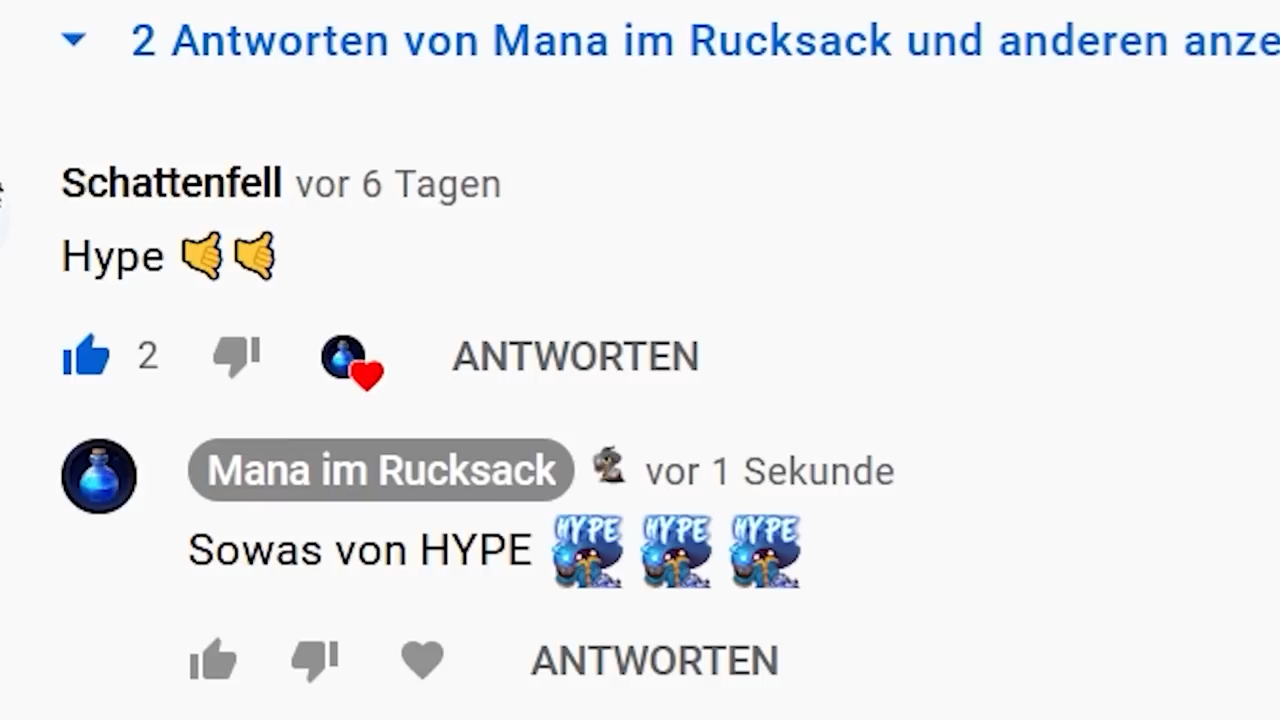 2 Antworten von Mana im Rucksack und anderen anze
Schattenfell vor 6 Tagen
Hype 🤙🤙
2 ANTWORTEN
Mana im Rucksack vor 1 Sekunde
Sowas von HYPE HYPE HYPE HYPE
ANTWORTEN